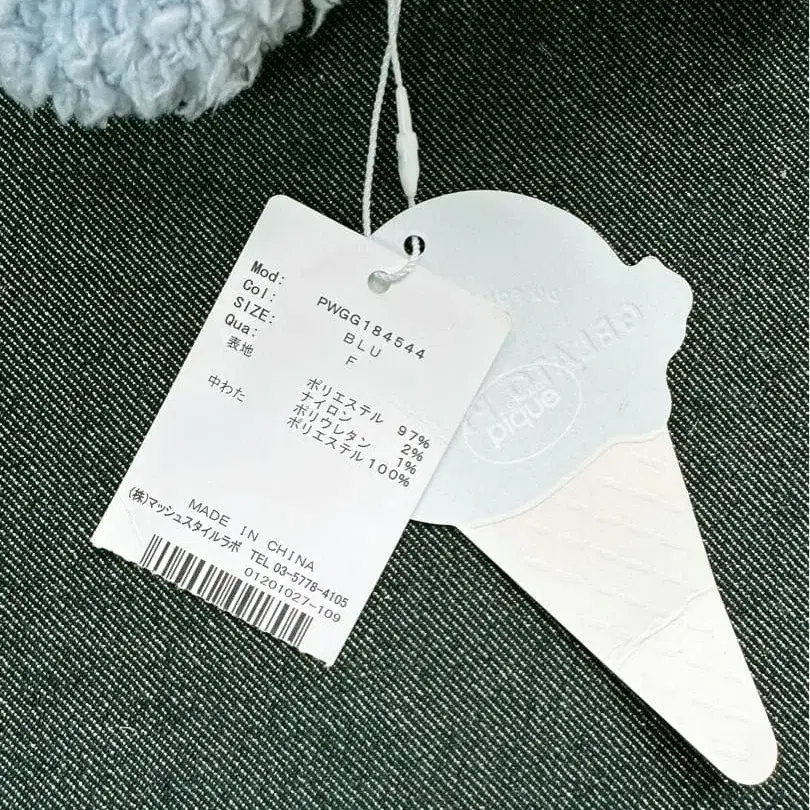 Mod: PWGG184544
Col: BLU
SIZE: F
Qua:
表地 ポリエステル 97%
ナイロン 2%
ポリウレタン 1%
中わた ポリエステル100%
MADE IN CHINA
(株)マッシュスタイルラボ TEL 03-5778-4105
01201027-109
pique